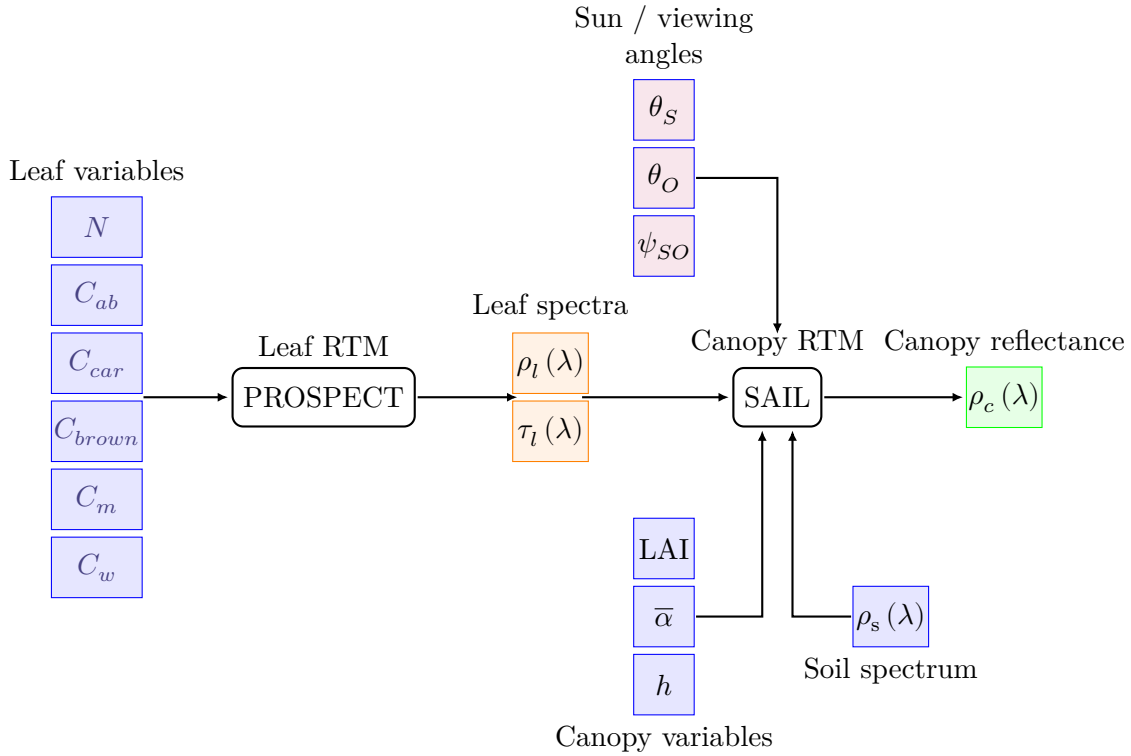 Sun / viewing
angles
θ_S
θ_O
ψ_SO
Leaf variables
N
C_ab
C_car
C_brown
C_m
C_w
Leaf RTM
PROSPECT
Leaf spectra
ρ_l (λ)
τ_l (λ)
Canopy RTM
SAIL
Canopy reflectance
ρ_c (λ)
LAI
α̅
h
Canopy variables
ρ_s (λ)
Soil spectrum